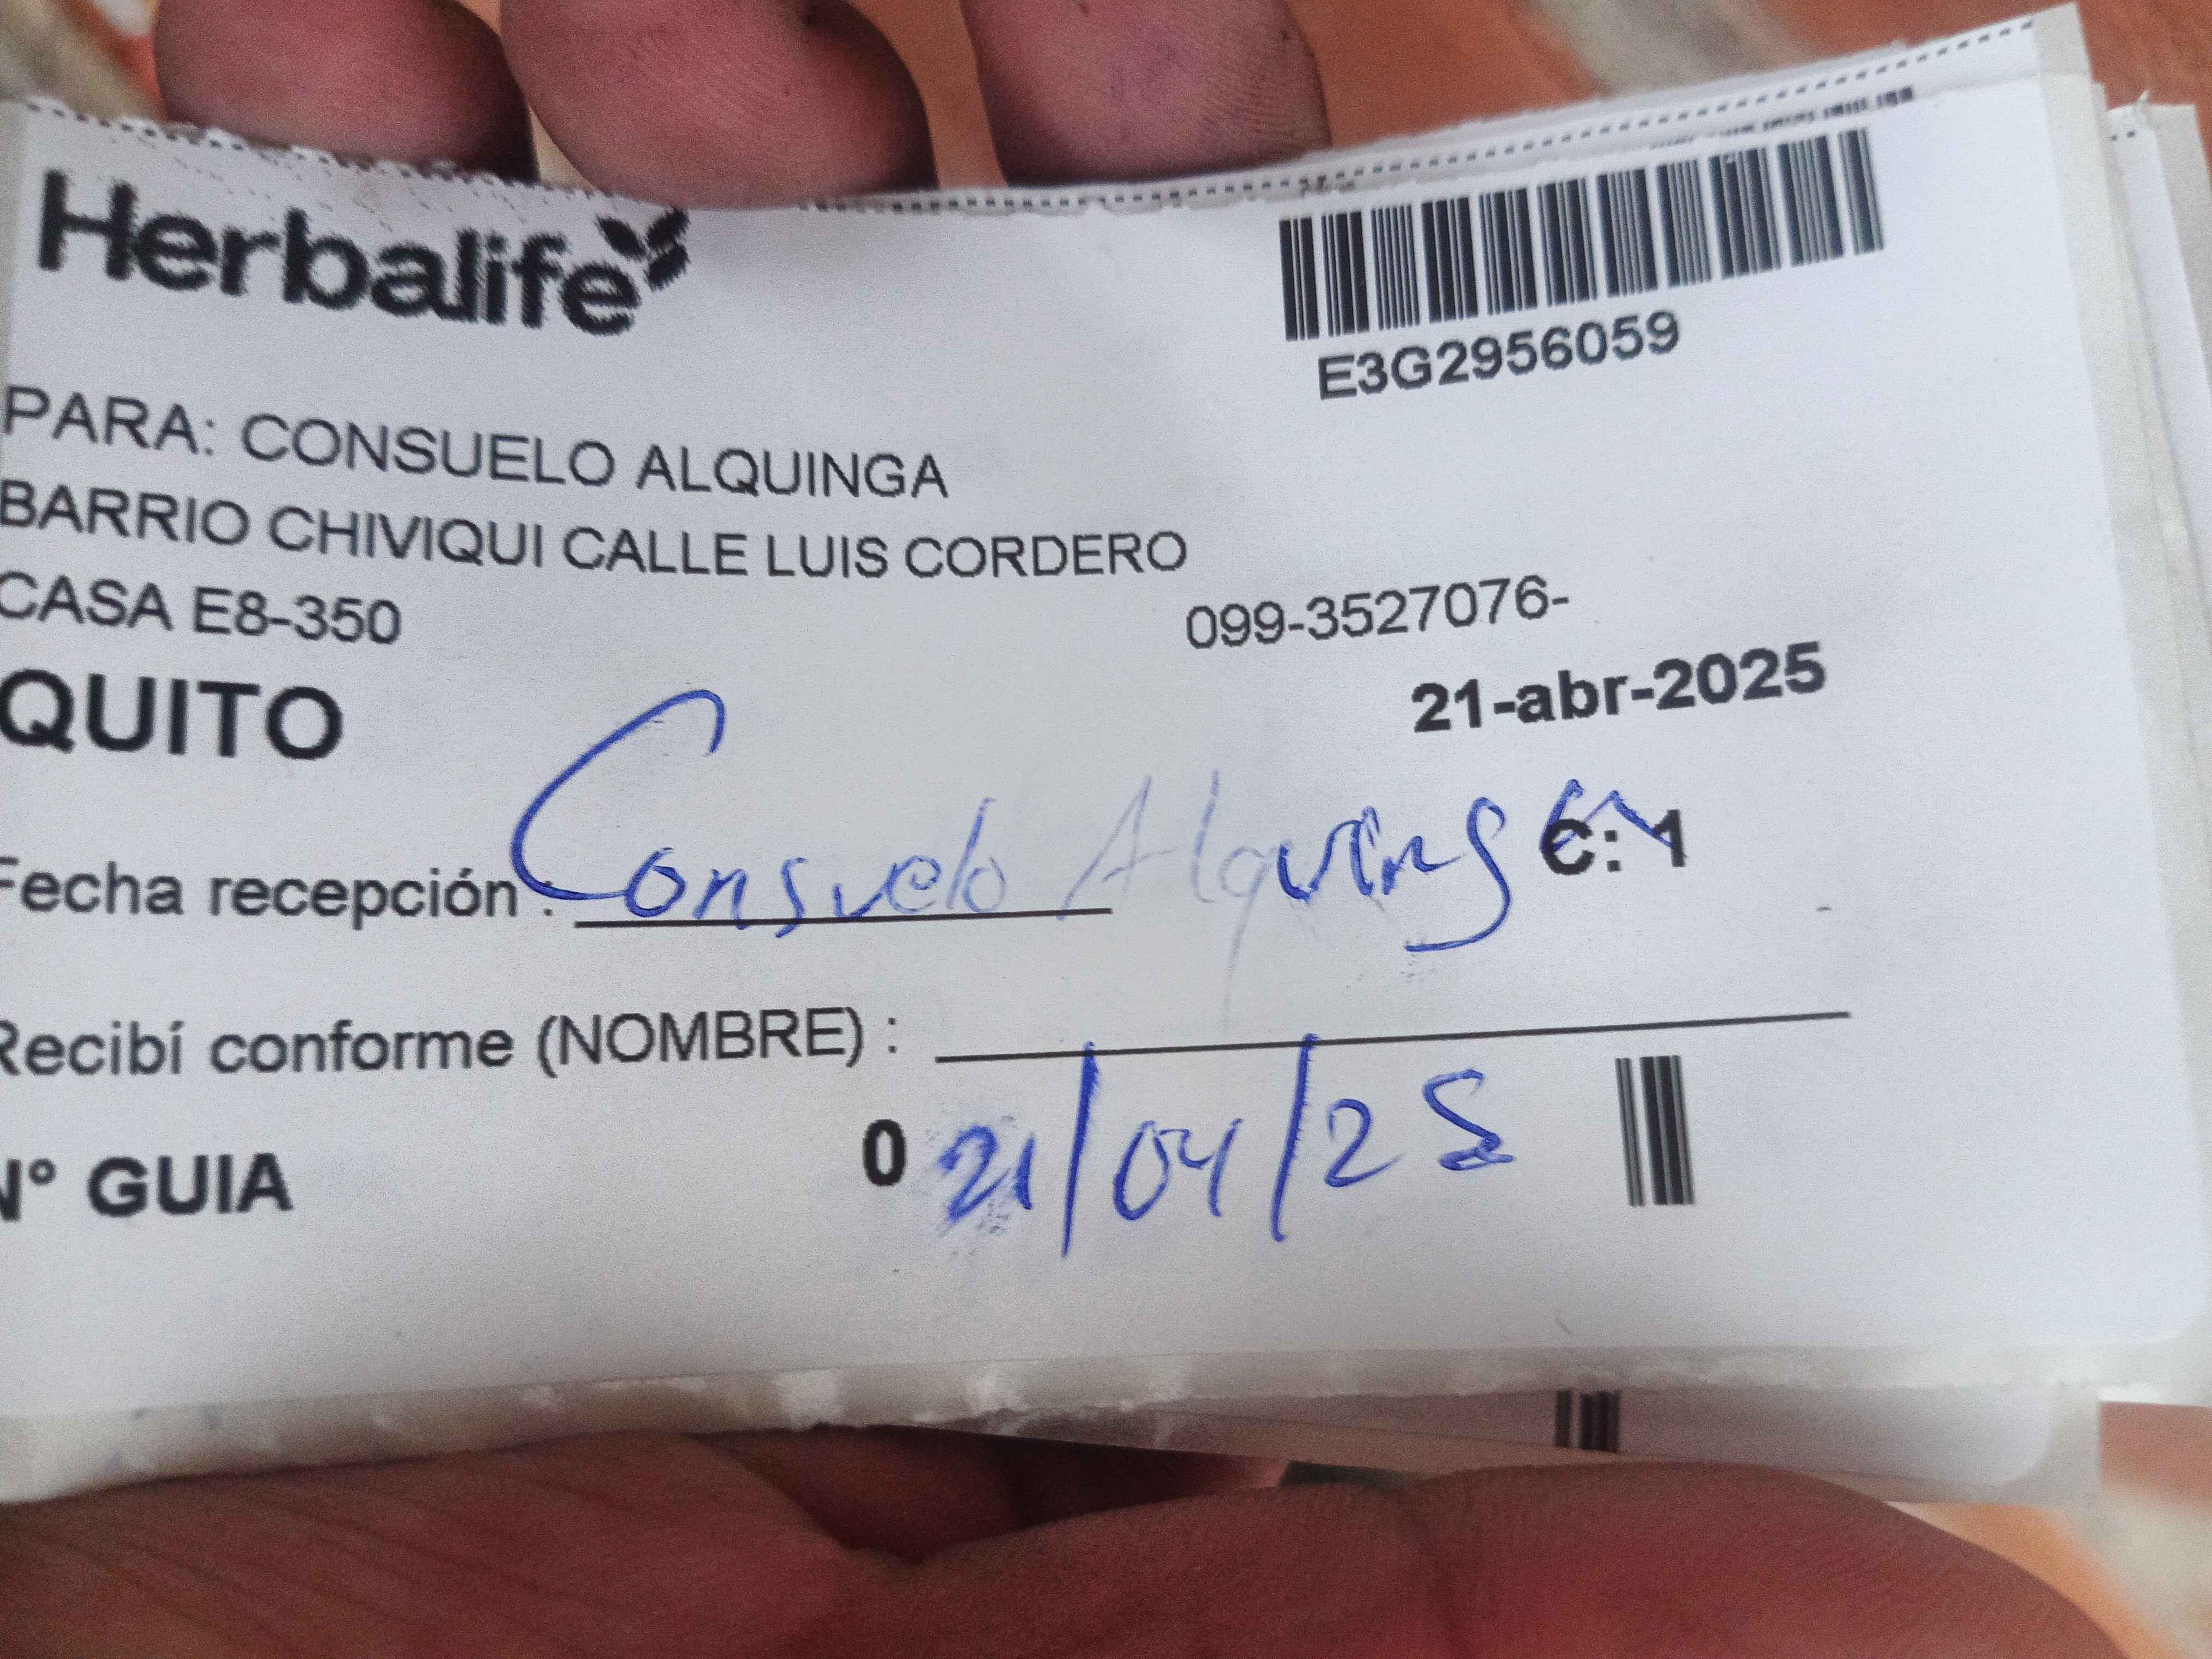 Herbalife
E3G2956059
PARA: CONSUELO ALQUINGA
BARRIO CHIVIQUI CALLE LUIS CORDERO
CASA E8-350
099-3527076-
QUITO
21-abr-2025
Fecha recepción : Consuelo Alquinga C: 1
Recibí conforme (NOMBRE) :
N° GUIA 0 21/04/25